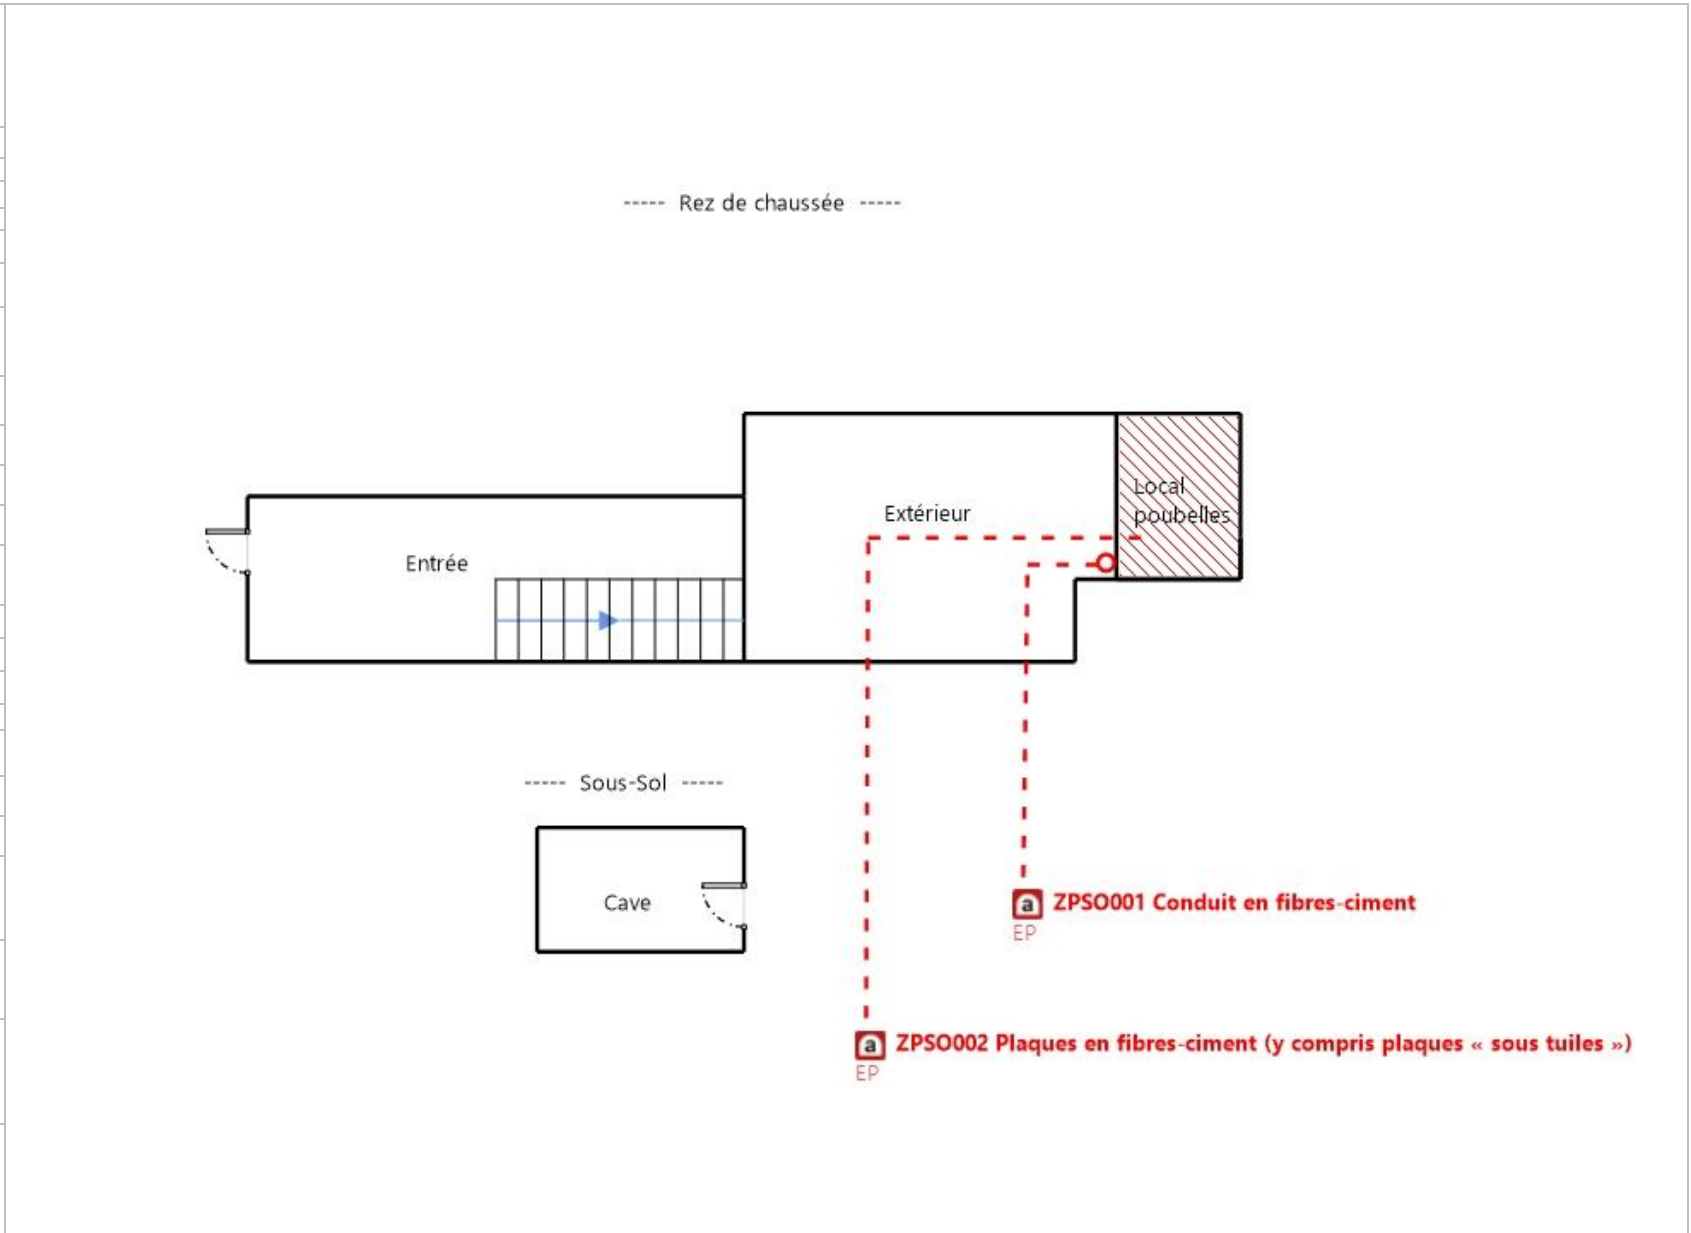 ----- Rez de chaussée -----
Local
poubelles
Extérieur
Entrée
----- Sous-Sol -----
Cave
a ZPSO001 Conduit en fibres-ciment
EP
a ZPSO002 Plaques en fibres-ciment (y compris plaques « sous tuiles »)
EP